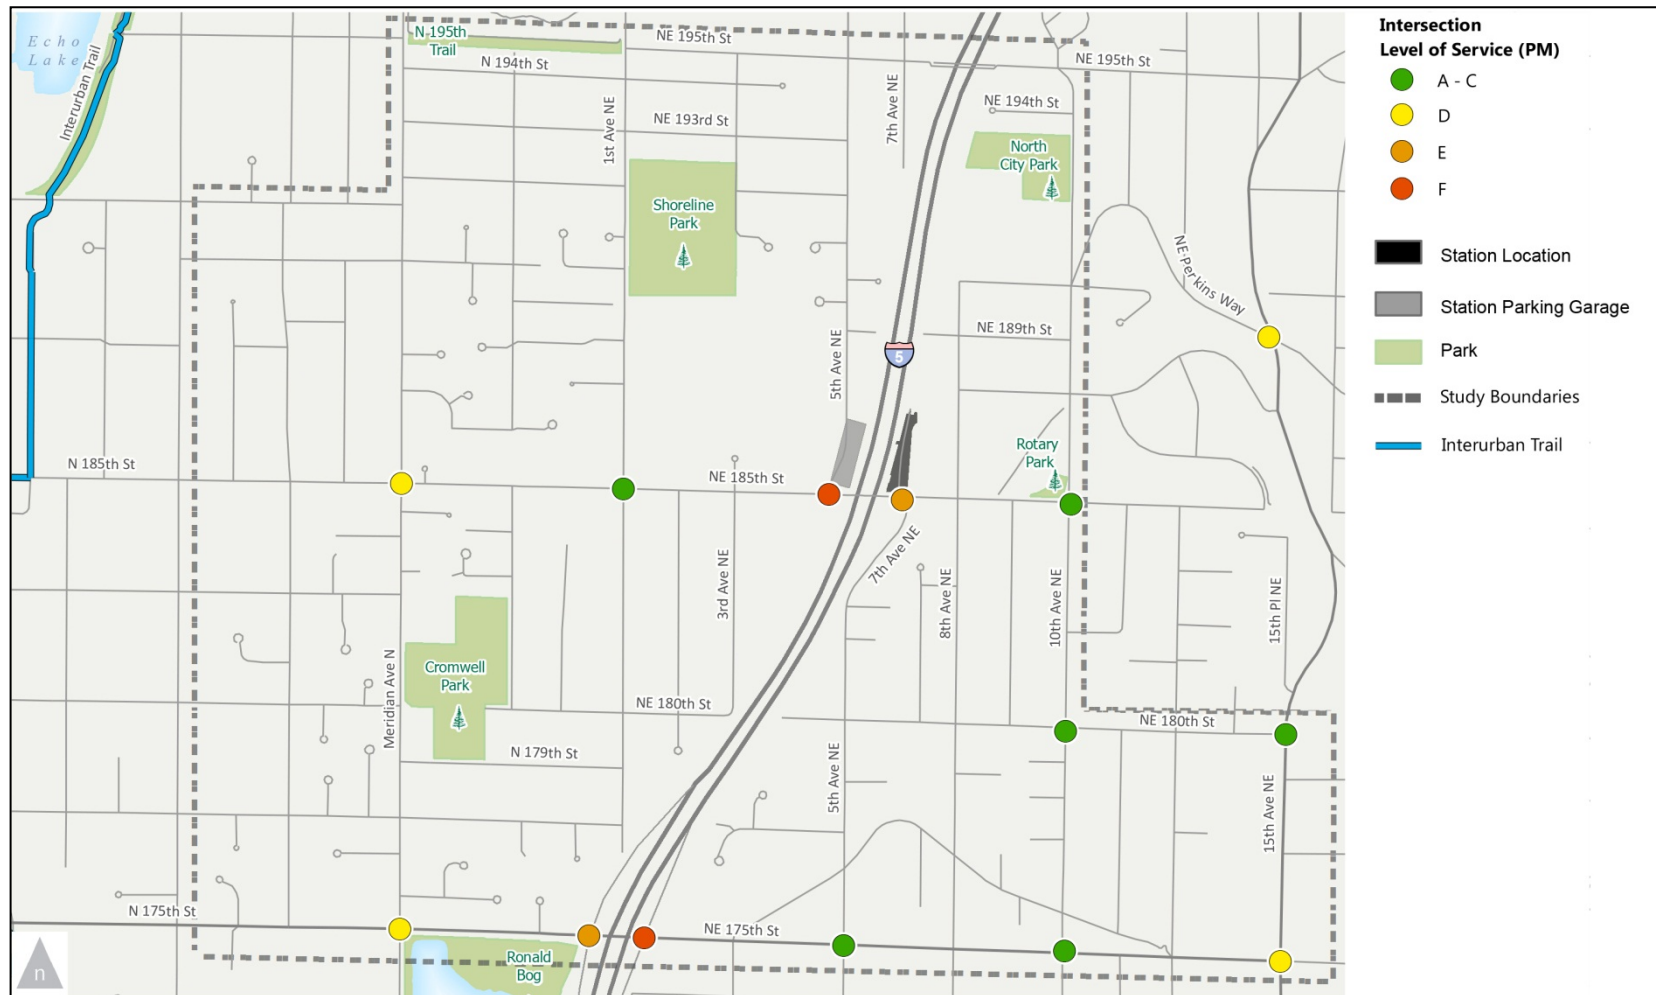 Echo
Lake
Interurban Trail
N 195th
Trail
NE 195th St
N 194th St
NE 195th St
7th Ave NE
NE 194th St
1st Ave NE
NE 193rd St
North
City Park
Shoreline
Park
NE Perkins Way
5th Ave NE
5
NE 189th St
Rotary
Park
N 185th St
NE 185th St
7th Ave NE
3rd Ave NE
8th Ave NE
10th Ave NE
15th Pl NE
Meridian Ave N
Cromwell
Park
NE 180th St
NE 180th St
N 179th St
5th Ave NE
15th Ave NE
N 175th St
NE 175th St
Ronald
Bog
n
Intersection
Level of Service (PM)
A - C
D
E
F
Station Location
Station Parking Garage
Park
Study Boundaries
Interurban Trail